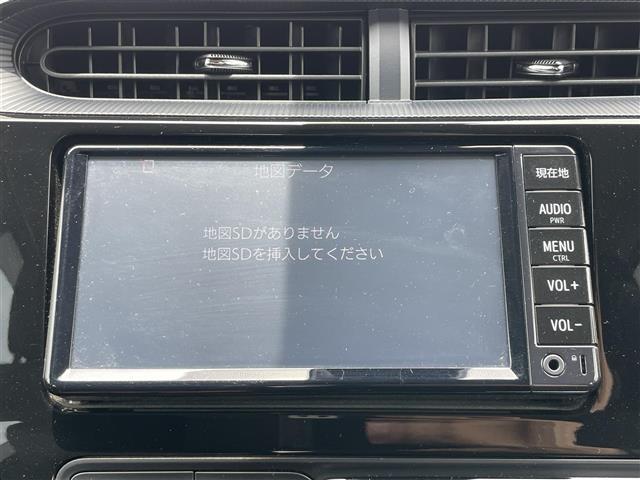 地図データ
地図SDがありません
地図SDを挿入してください
現在地
AUDIO
PWR
MENU
CTRL
VOL+
VOL-